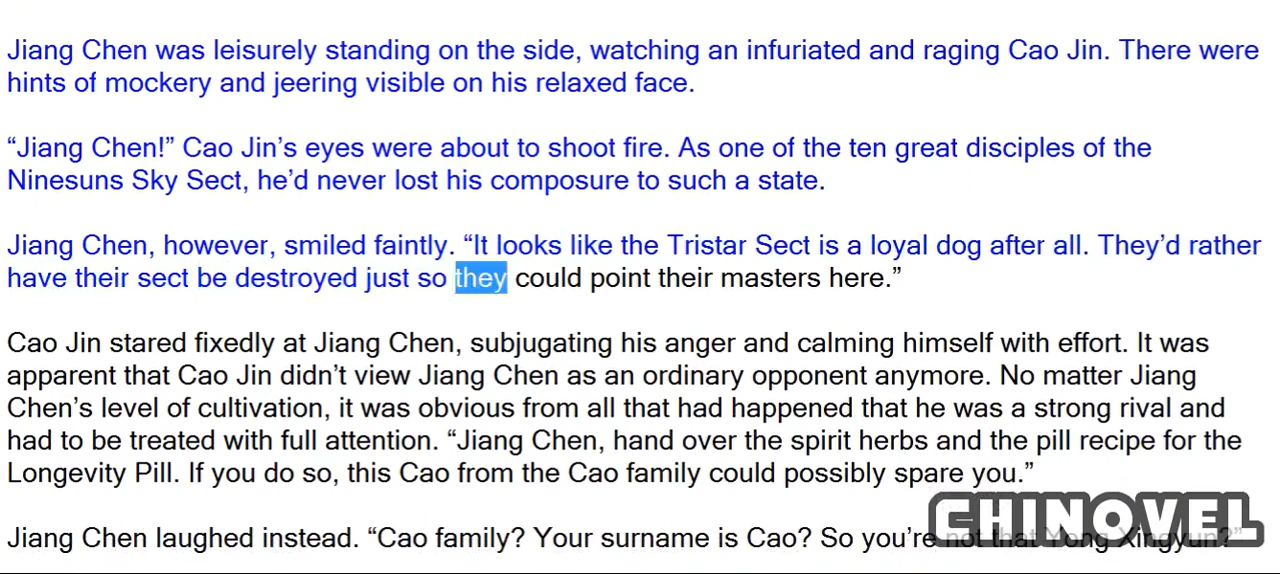 Jiang Chen was leisurely standing on the side, watching an infuriated and raging Cao Jin. There were
hints of mockery and jeering visible on his relaxed face.
“Jiang Chen!” Cao Jin’s eyes were about to shoot fire. As one of the ten great disciples of the
Ninesuns Sky Sect, he’d never lost his composure to such a state.
Jiang Chen, however, smiled faintly. “It looks like the Tristar Sect is a loyal dog after all. They’d rather
have their sect be destroyed just so they could point their masters here.”
Cao Jin stared fixedly at Jiang Chen, subjugating his anger and calming himself with effort. It was
apparent that Cao Jin didn’t view Jiang Chen as an ordinary opponent anymore. No matter Jiang
Chen’s level of cultivation, it was obvious from all that had happened that he was a strong rival and
had to be treated with full attention. “Jiang Chen, hand over the spirit herbs and the pill recipe for the
Longevity Pill. If you do so, this Cao from the Cao family could possibly spare you.”
CHINOVEL
Jiang Chen laughed instead. “Cao family? Your surname is Cao? So you’re not that Yong Xingyun?”